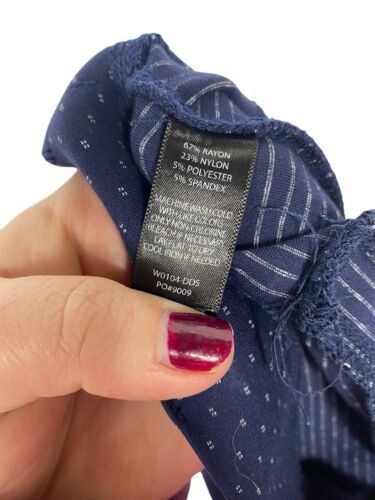 67% RAYON
23% NYLON
5% POLYESTER
5% SPANDEX
MACHINE WASH COLD
WITH LIKE COLORS
ONLY NON-CHLORINE
BLEACH IF NECESSARY
LAY FLAT TO DRY
COOL IRON IF NEEDED
W0104-DDS
PO#9009